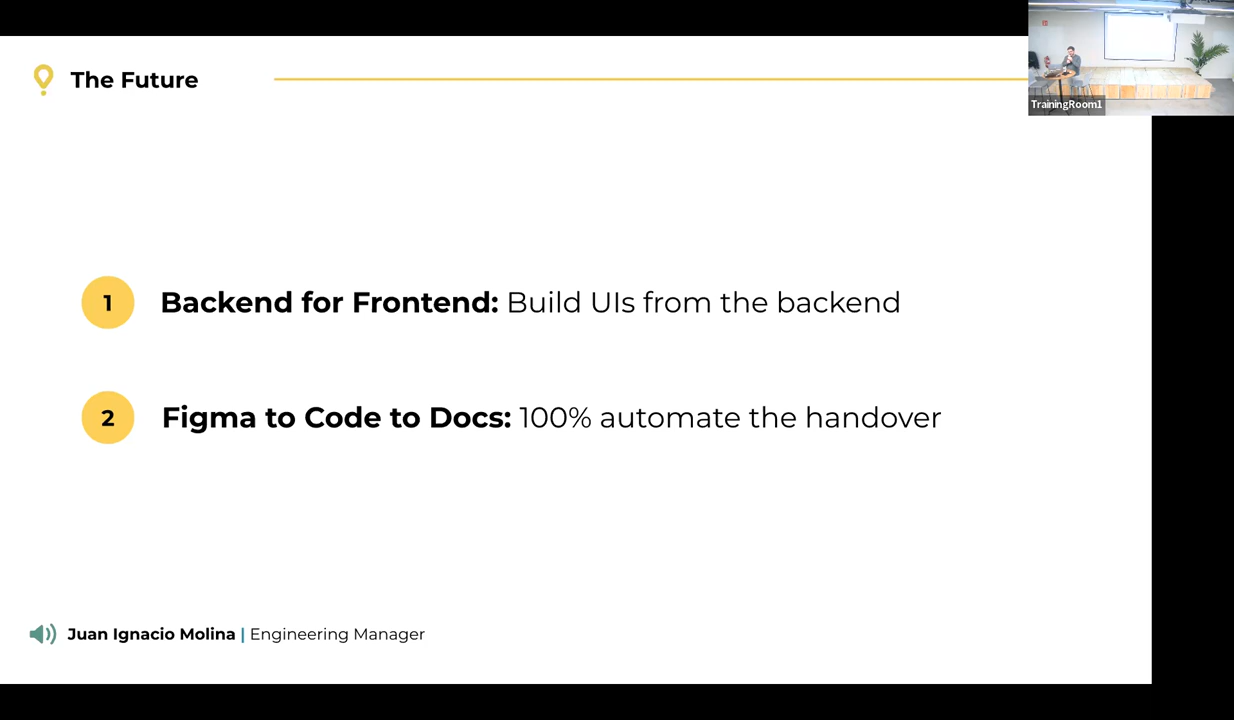 The Future
TrainingRoom1
1 Backend for Frontend: Build UIs from the backend
2 Figma to Code to Docs: 100% automate the handover
Juan Ignacio Molina | Engineering Manager